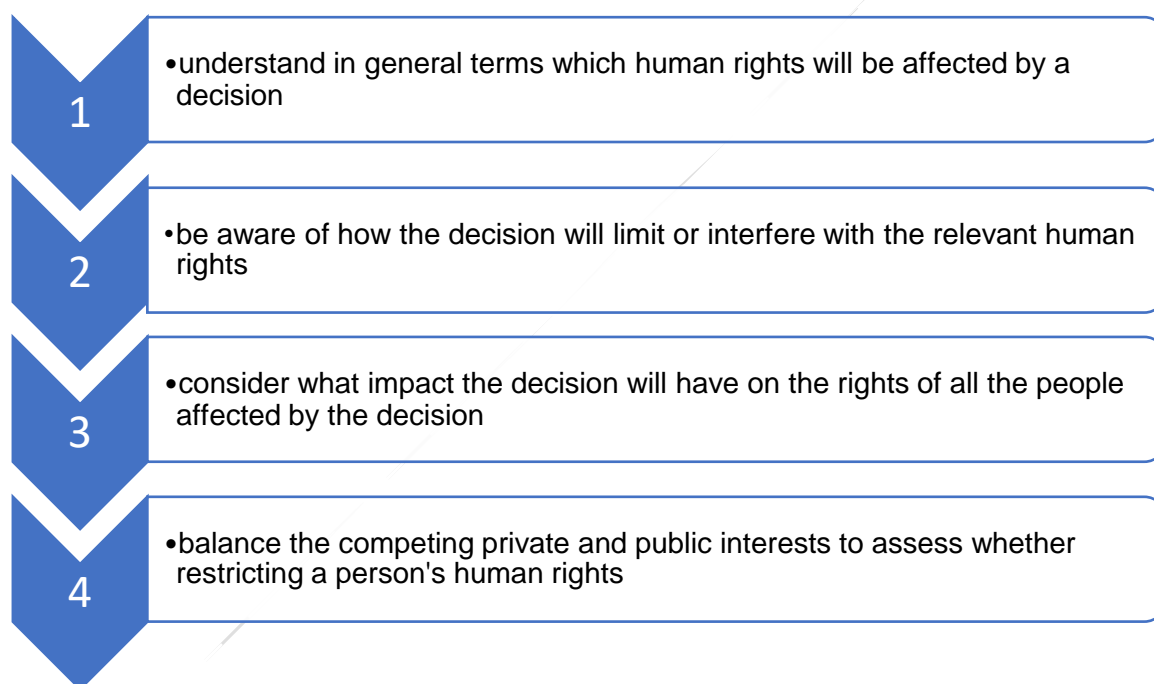 1
•understand in general terms which human rights will be affected by a
decision
2
•be aware of how the decision will limit or interfere with the relevant human
rights
3
•consider what impact the decision will have on the rights of all the people
affected by the decision
4
•balance the competing private and public interests to assess whether
restricting a person's human rights